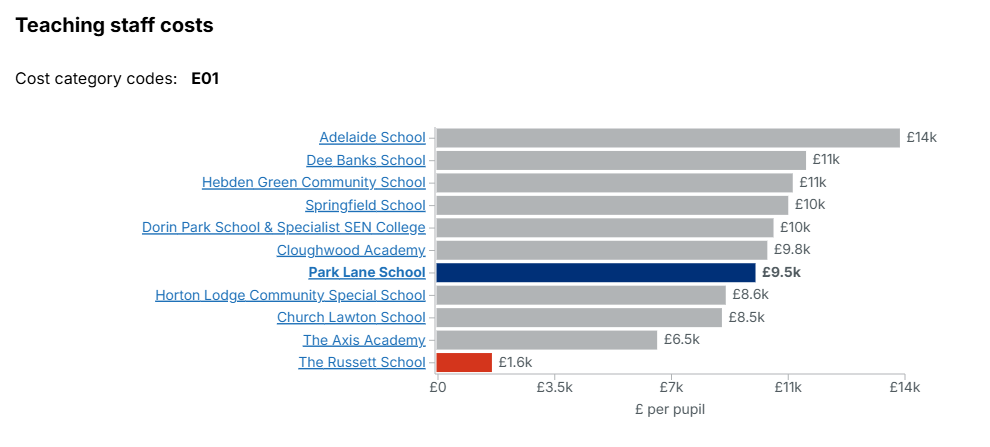 Teaching staff costs
Cost category codes: E01
Adelaide School £14k
Dee Banks School £11k
Hebden Green Community School £11k
Springfield School £10k
Dorin Park School & Specialist SEN College £10k
Cloughwood Academy £9.8k
Park Lane School £9.5k
Horton Lodge Community Special School £8.6k
Church Lawton School £8.5k
The Axis Academy £6.5k
The Russett School £1.6k
£0 £3.5k £7k £11k £14k
£ per pupil